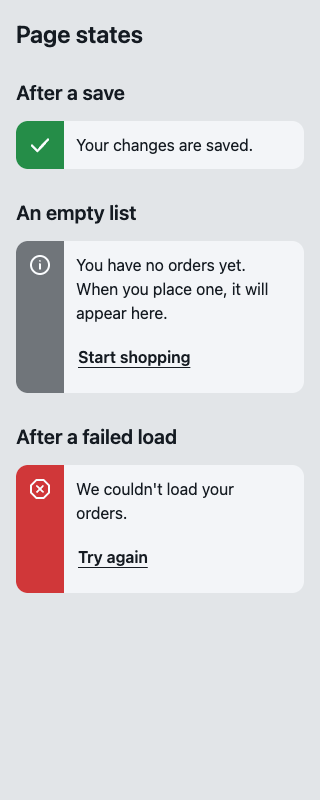 Page states
After a save
Your changes are saved.
An empty list
You have no orders yet.
When you place one, it will
appear here.
Start shopping
After a failed load
We couldn't load your
orders.
Try again